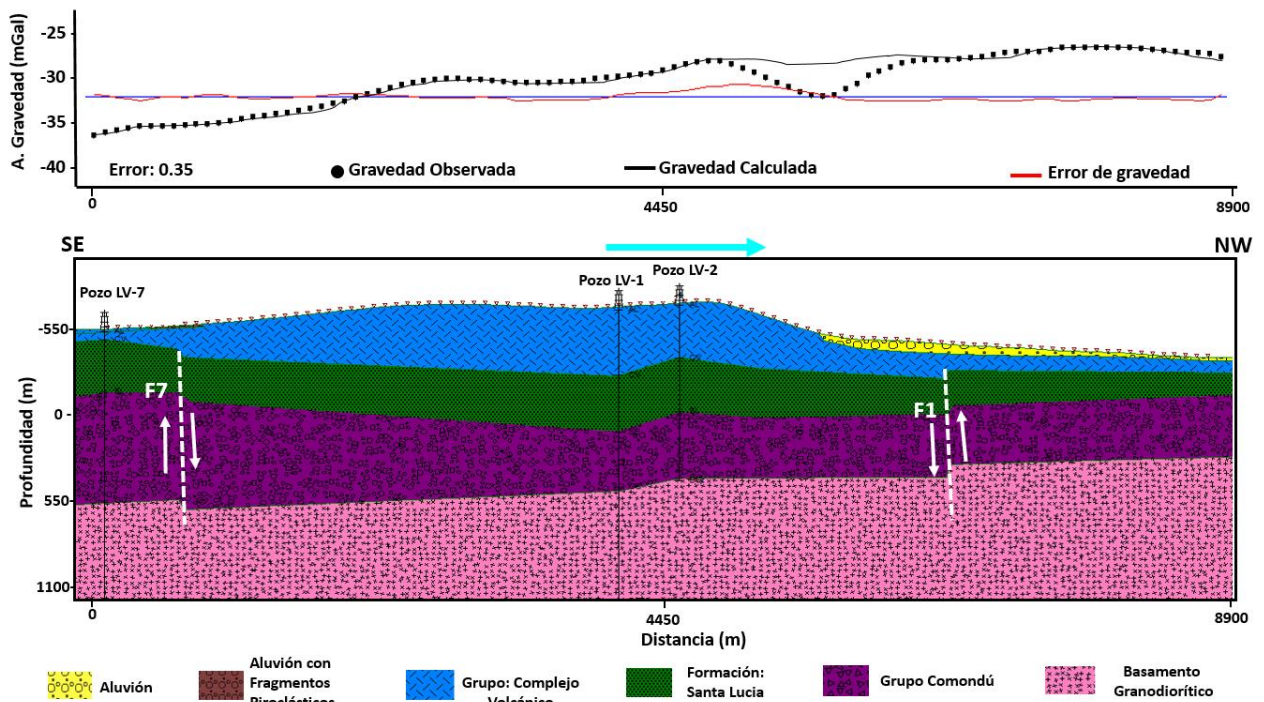 A. Gravedad (mGal)
-25
-30
-35
-40
Error: 0.35
Gravedad Observada
Gravedad Calculada
Error de gravedad
0
4450
8900
SE
NW
Pozo LV-7
Pozo LV-1
Pozo LV-2
Profundidad (m)
-550
0
550
1100
F7
F1
0
4450
8900
Distancia (m)
Aluvión
Aluvión con
Fragmentos
Piroclásticos
Grupo: Complejo
Volcánico
Formación:
Santa Lucia
Grupo Comondú
Basamento
Granodiorítico